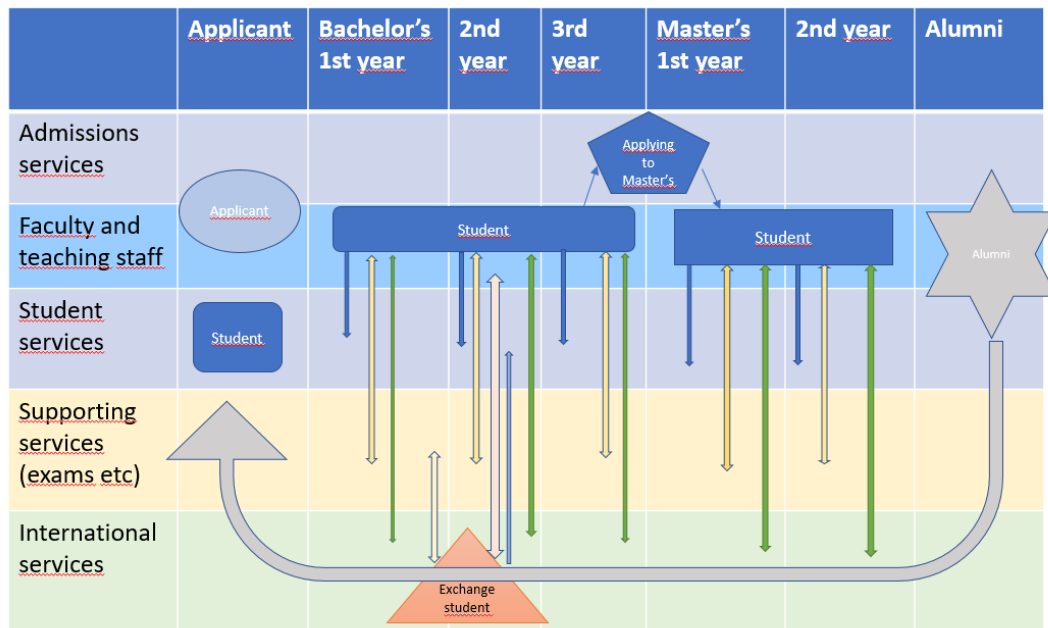 Applicant
Bachelor's
1st year
2nd
year
3rd
year
Master's
1st year
2nd year
Alumni
Admissions
services
Applying
to
Master's
Applicant
Faculty and
teaching staff
Student
Student
Alumni
Student
services
Student
Supporting
services
(exams etc)
International
services
Exchange
student